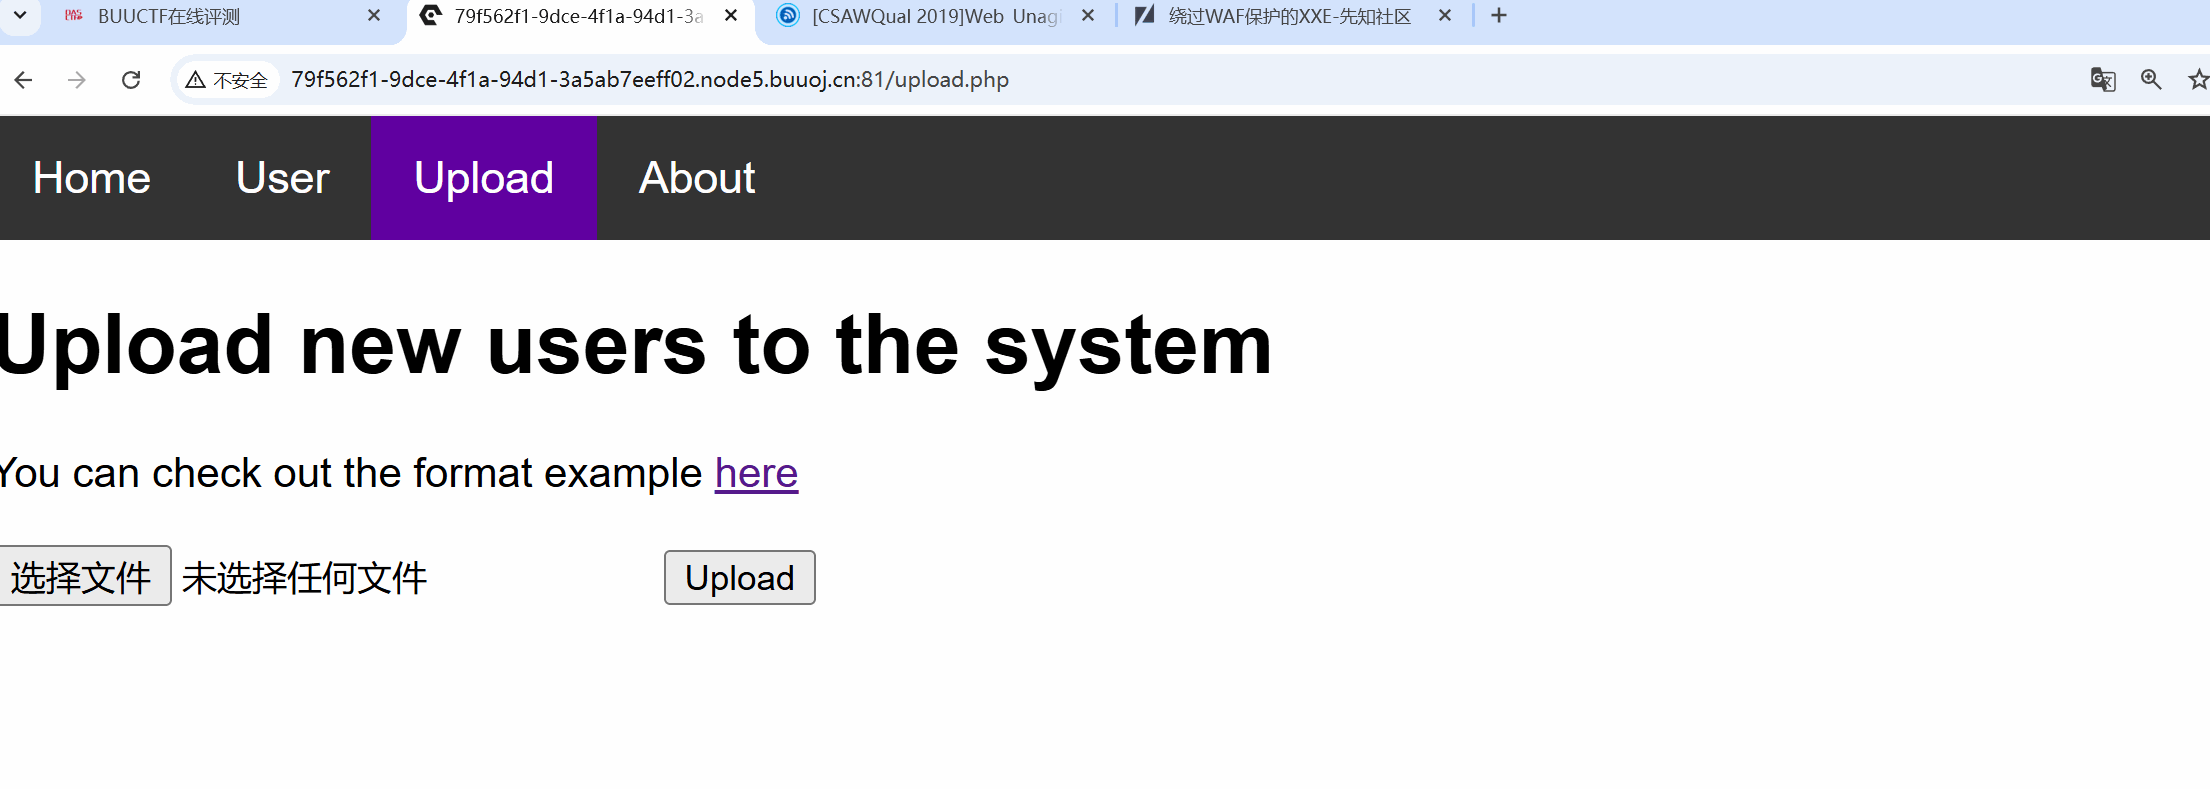 BUUCTF在线评测
79f562f1-9dce-4f1a-94d1-3a
[CSAWQual 2019]Web Unagi
绕过WAF保护的XXE-先知社区
不安全
79f562f1-9dce-4f1a-94d1-3a5ab7eeff02.node5.buuoj.cn:81/upload.php
Home
User
Upload
About
Upload new users to the system
You can check out the format example here
选择文件 未选择任何文件
Upload